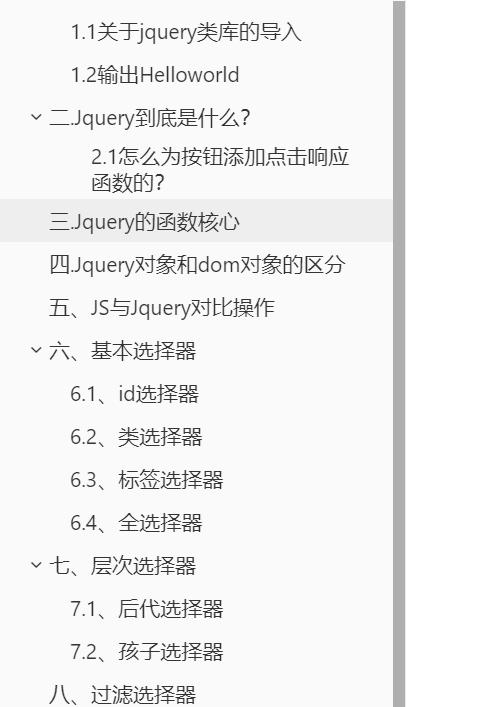 1.1关于jquery类库的导入
1.2输出Helloworld
二.Jquery到底是什么？
2.1怎么为按钮添加点击响应
函数的？
三.Jquery的函数核心
四.Jquery对象和dom对象的区分
五、JS与Jquery对比操作
六、基本选择器
6.1、id选择器
6.2、类选择器
6.3、标签选择器
6.4、全选择器
七、层次选择器
7.1、后代选择器
7.2、孩子选择器
八、过滤选择器